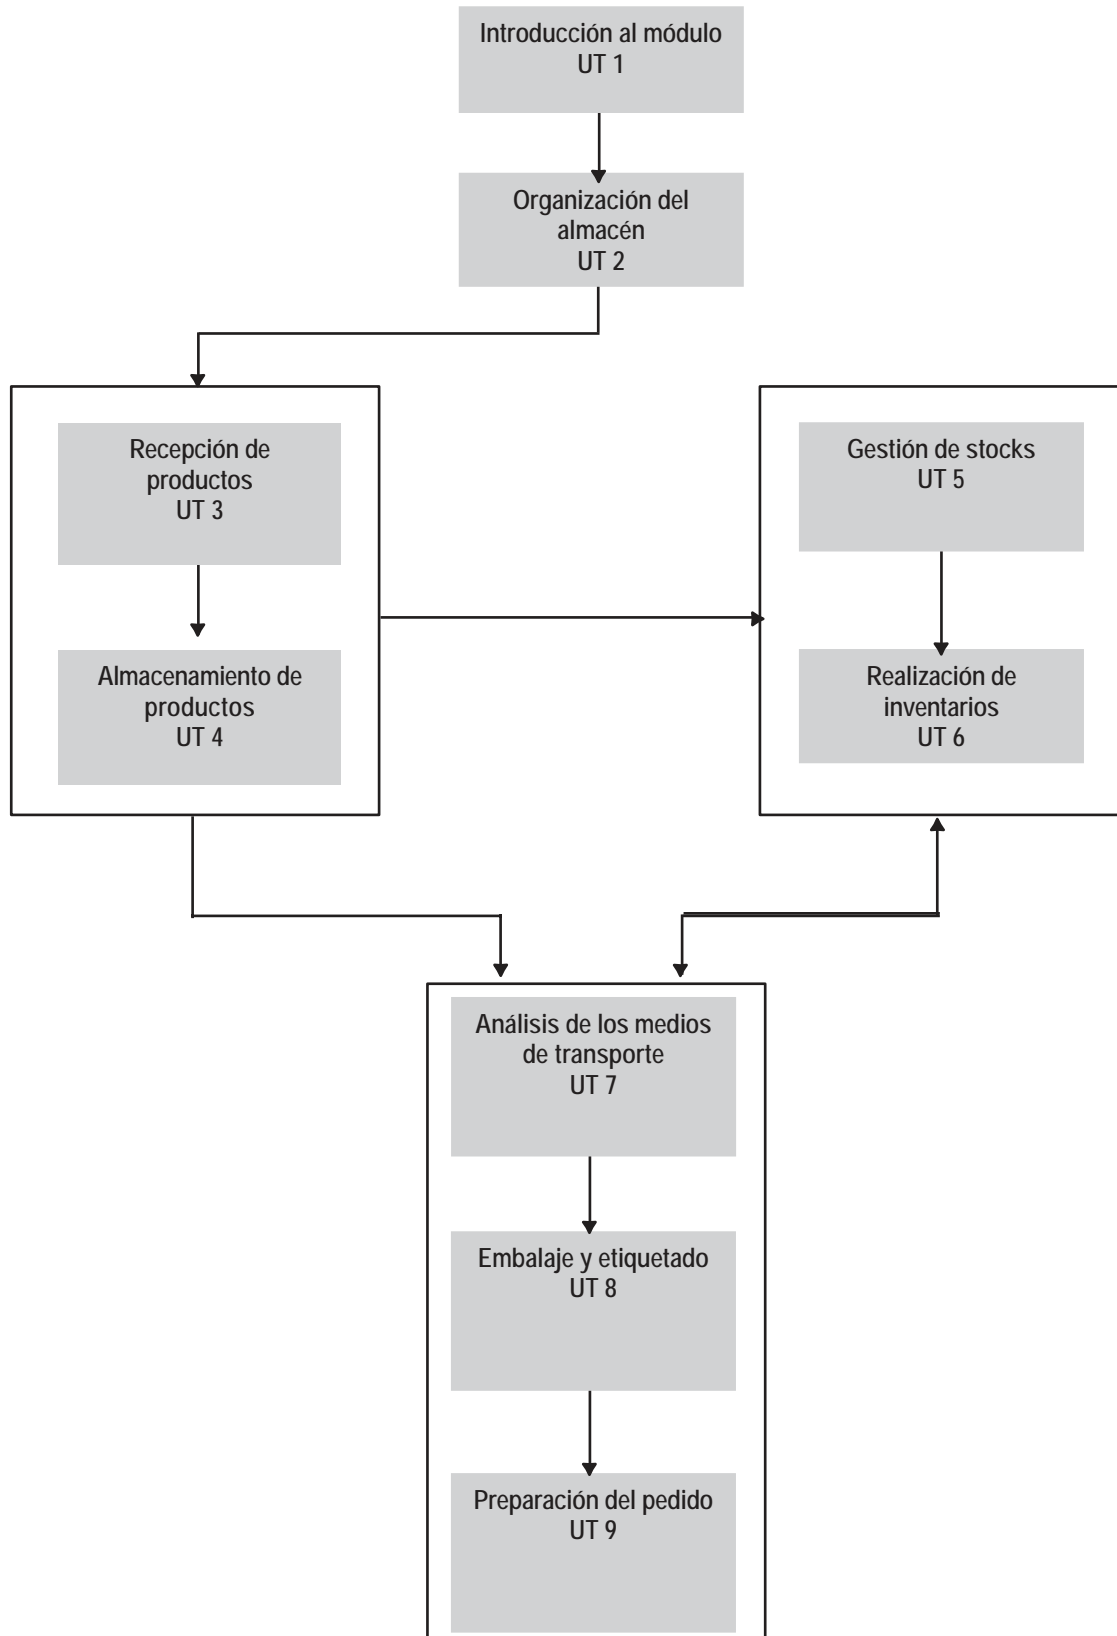 Introducción al módulo
UT 1
Organización del
almacén
UT 2
Recepción de
productos
UT 3
Almacenamiento de
productos
UT 4
Gestión de stocks
UT 5
Realización de
inventarios
UT 6
Análisis de los medios
de transporte
UT 7
Embalaje y etiquetado
UT 8
Preparación del pedido
UT 9